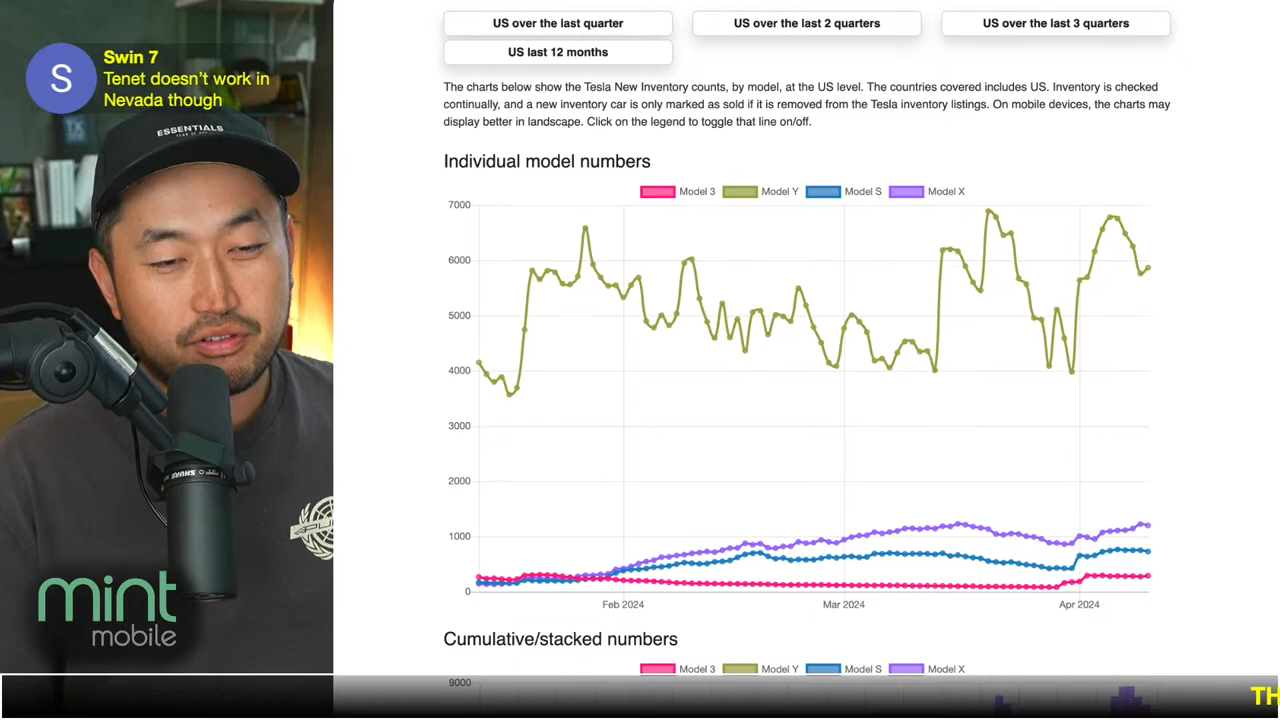 S
Swin 7
Tenet doesn't work in
Nevada though
ESSENTIALS
SHURE
mint
mobile
US over the last quarter
US over the last 2 quarters
US over the last 3 quarters
US last 12 months
The charts below show the Tesla New Inventory counts, by model, at the US level. The countries covered includes US. Inventory is checked
continually, and a new inventory car is only marked as sold if it is removed from the Tesla inventory listings. On mobile devices, the charts may
display better in landscape. Click on the legend to toggle that line on/off.
Individual model numbers
Model 3 Model Y Model S Model X
7000
6000
5000
4000
3000
2000
1000
0
Feb 2024 Mar 2024 Apr 2024
Cumulative/stacked numbers
Model 3 Model Y Model S Model X
9000
TH